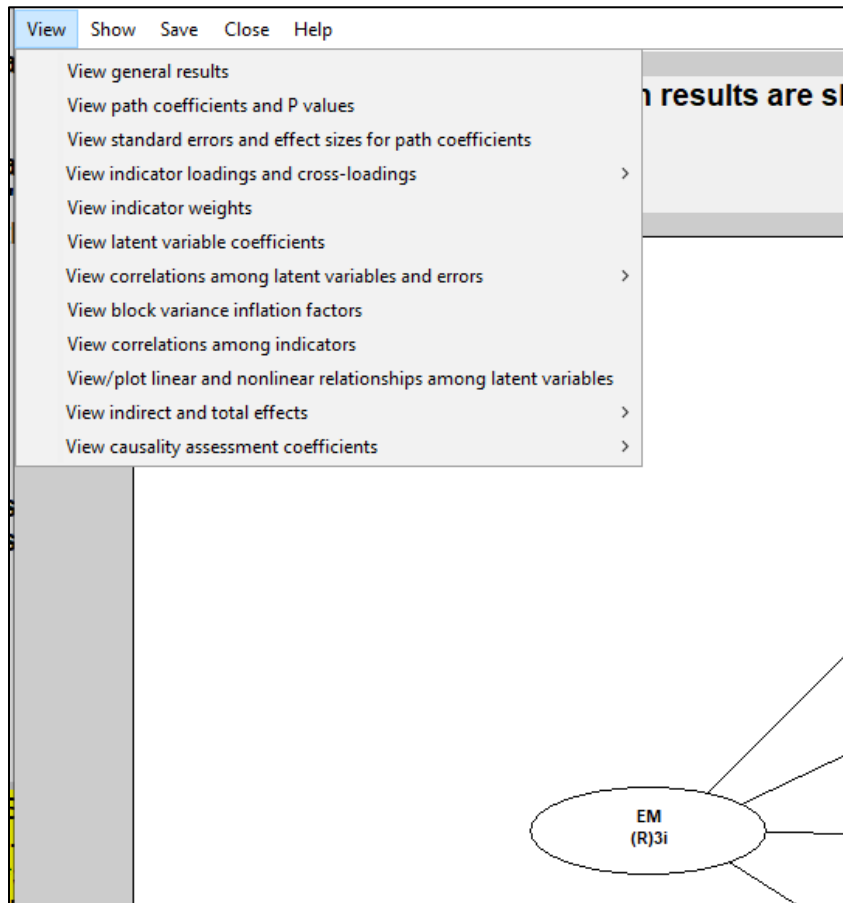 View Show Save Close Help
View general results
View path coefficients and P values
View standard errors and effect sizes for path coefficients
View indicator loadings and cross-loadings
View indicator weights
View latent variable coefficients
View correlations among latent variables and errors
View block variance inflation factors
View correlations among indicators
View/plot linear and nonlinear relationships among latent variables
View indirect and total effects
View causality assessment coefficients
results are
EM
(R)3i